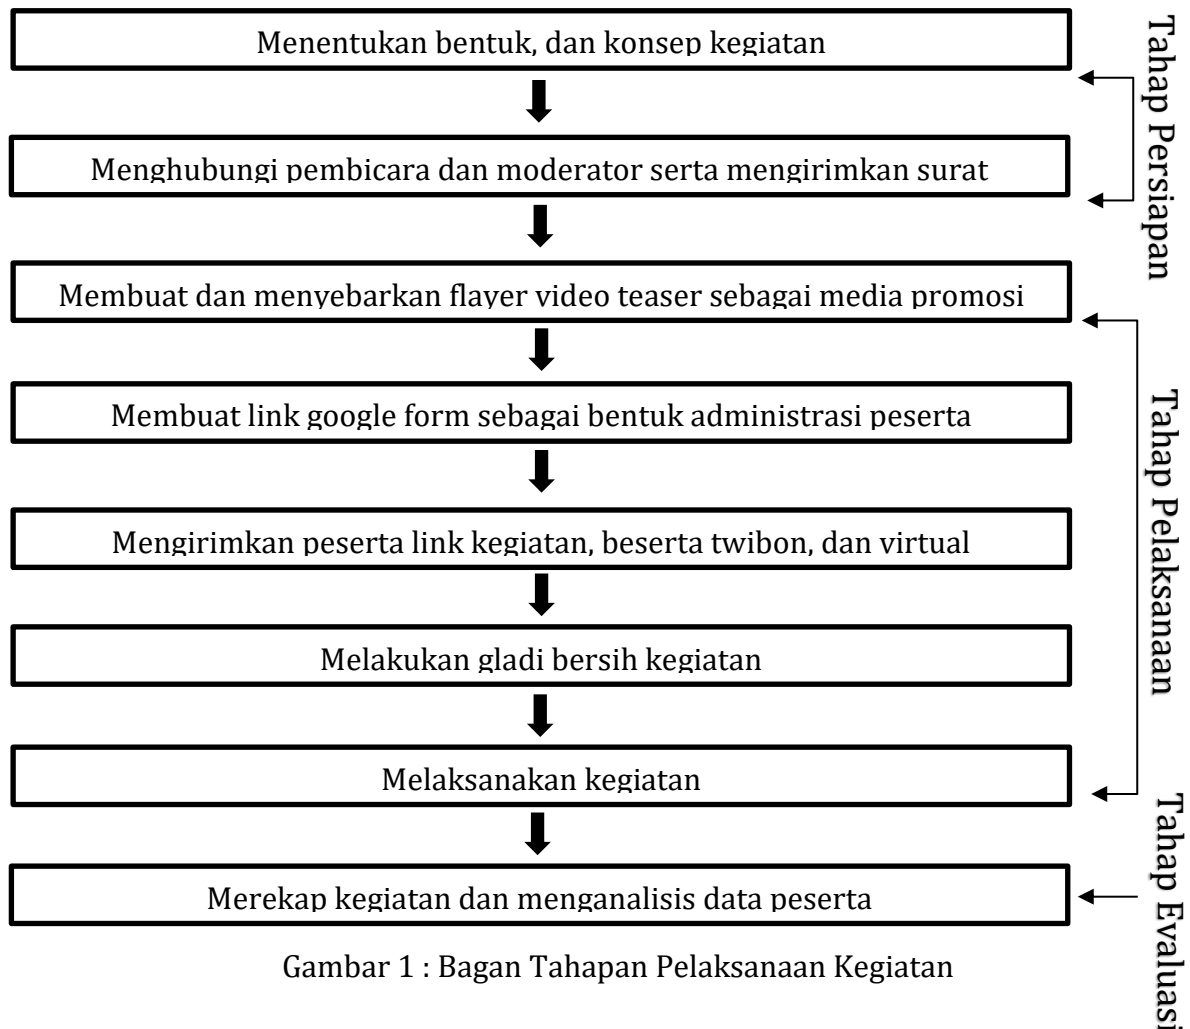 Menentukan bentuk, dan konsep kegiatan
Tahap Persiapan
Menghubungi pembicara dan moderator serta mengirimkan surat
Membuat dan menyebarkan flayer video teaser sebagai media promosi
Tahap Pelaksanaan
Membuat link google form sebagai bentuk administrasi peserta
Mengirimkan peserta link kegiatan, beserta twibon, dan virtual
Melakukan gladi bersih kegiatan
Melaksanakan kegiatan
Tahap Evaluasi
Merekap kegiatan dan menganalisis data peserta
Gambar 1 : Bagan Tahapan Pelaksanaan Kegiatan